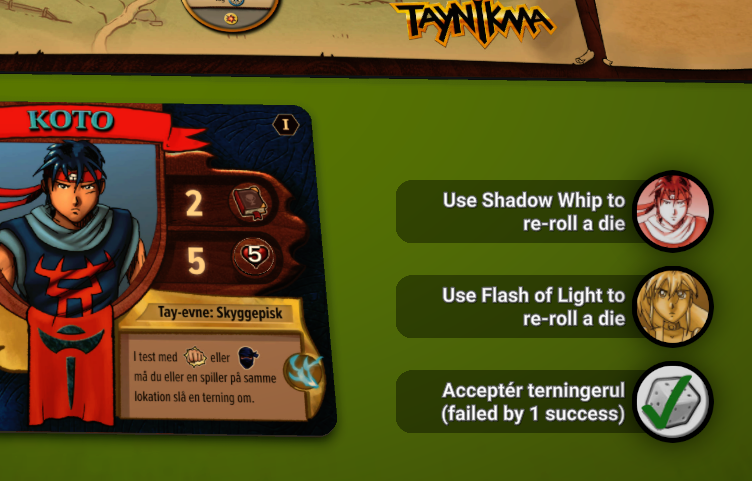 TAYNIKMA
KOTO
I
2
5
5
Tay-evne: Skyggepisk
I test med eller
må du eller en spiller på samme
lokation slå en terning om.
Use Shadow Whip to
re-roll a die
Use Flash of Light to
re-roll a die
Acceptér terningerul
(failed by 1 success)